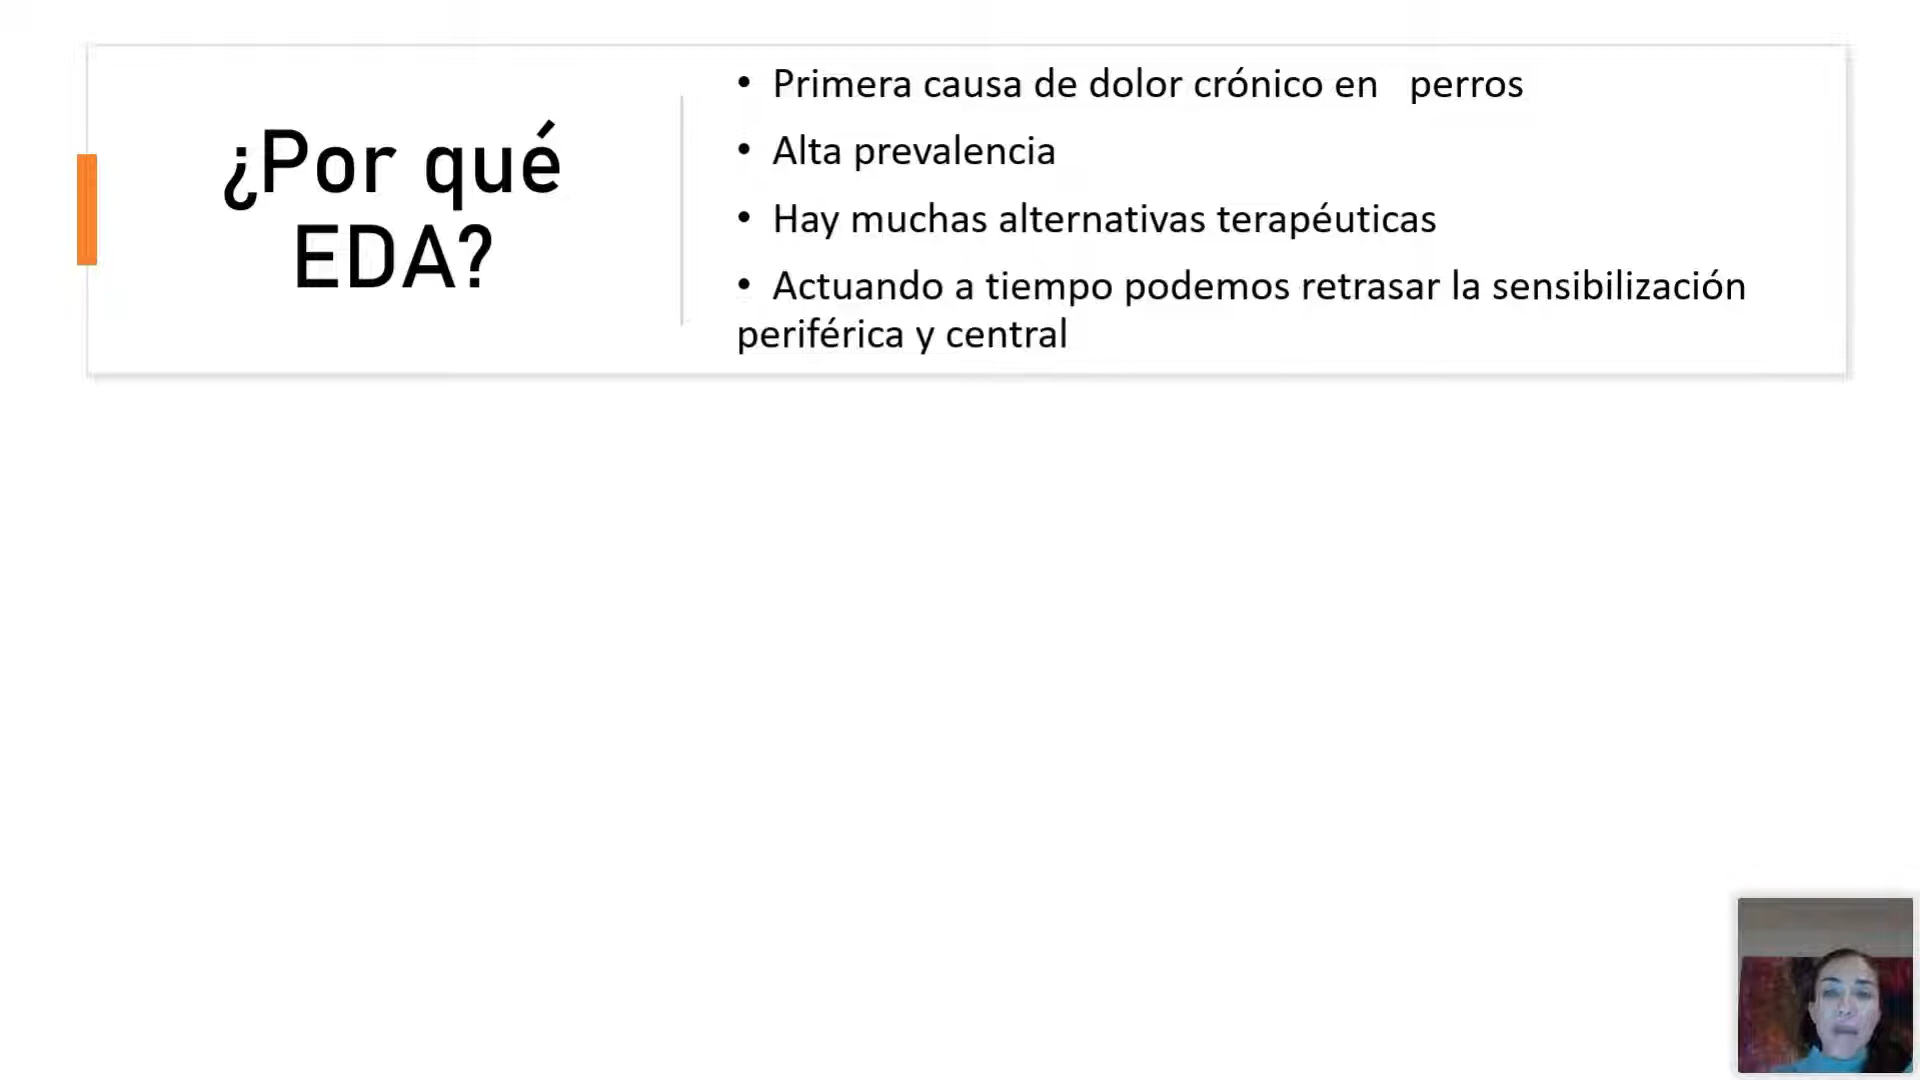 ¿Por qué
EDA?
• Primera causa de dolor crónico en perros
• Alta prevalencia
• Hay muchas alternativas terapéuticas
• Actuando a tiempo podemos retrasar la sensibilización
periférica y central